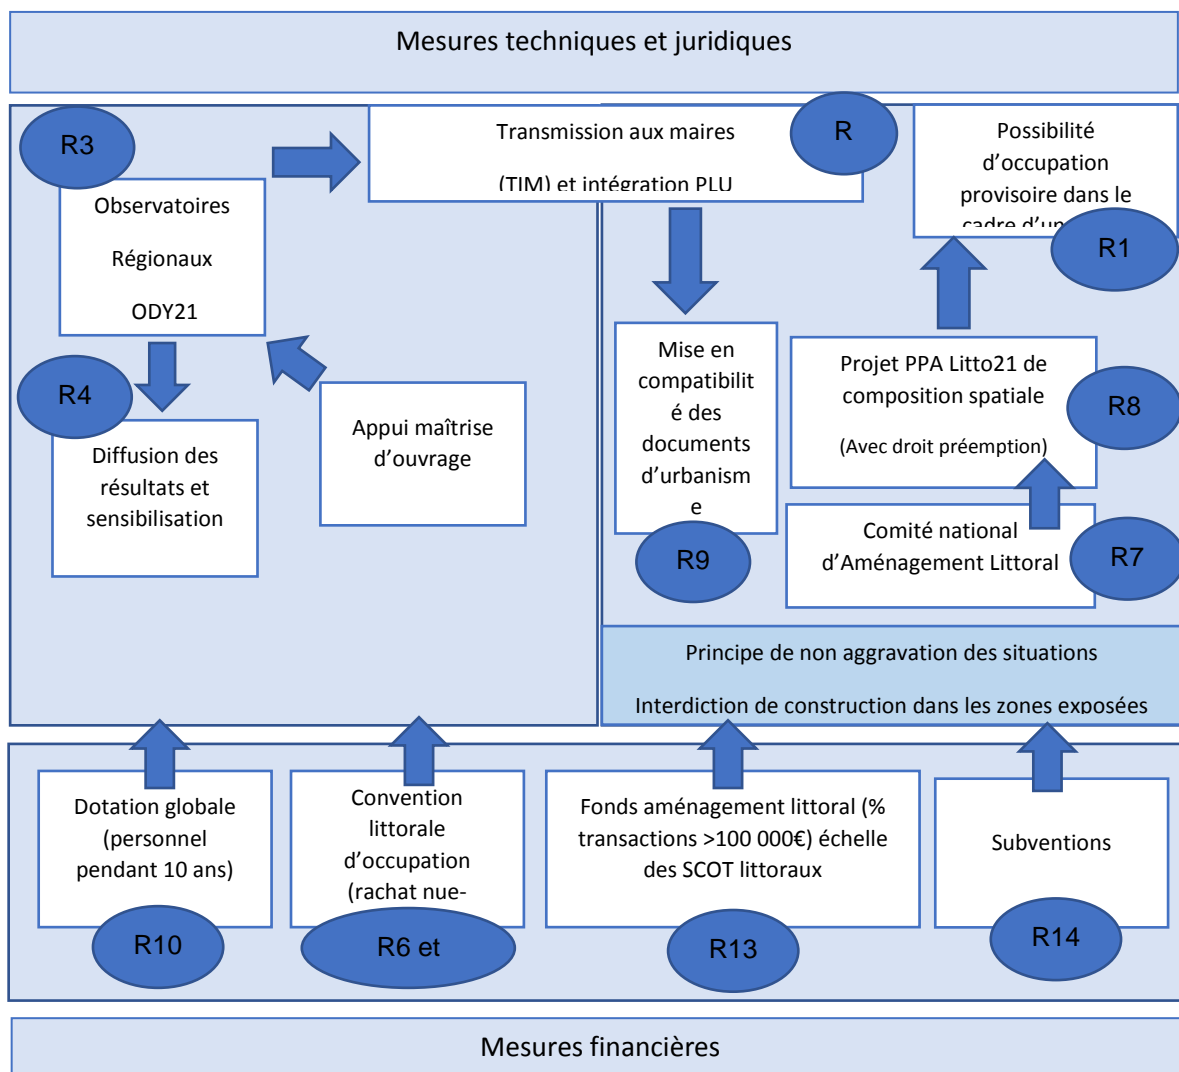 Mesures techniques et juridiques
R3
Observatoires
Régionaux
ODY21
Transmission aux maires
(TIM) et intégration PLU
R
Possibilité
d’occupation
provisoire dans le
cadre d’un
R1
R4
Diffusion des
résultats et
sensibilisation
Appui maîtrise
d’ouvrage
Mise en
compatibilit
é des
documents
d’urbanism
e
R9
Projet PPA Litto21 de
composition spatiale
(Avec droit préemption)
R8
Comité national
d’Aménagement Littoral
R7
Principe de non aggravation des situations
Interdiction de construction dans les zones exposées
Dotation globale
(personnel
pendant 10 ans)
R10
Convention
littorale
d’occupation
(rachat nue-
R6 et
Fonds aménagement littoral (%
transactions >100 000€) échelle
des SCOT littoraux
R13
Subventions
R14
Mesures financières